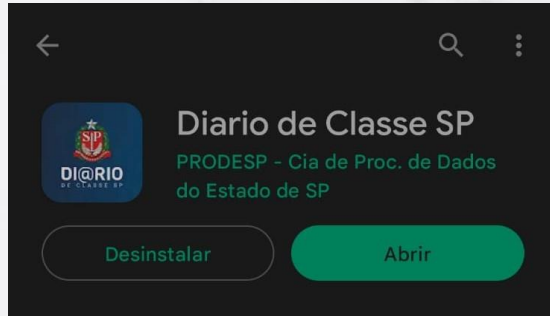 Diario de Classe SP
PRODESP - Cia de Proc. de Dados
do Estado de SP
SP
DI@RIO
DE CLASSE SP
Desinstalar
Abrir